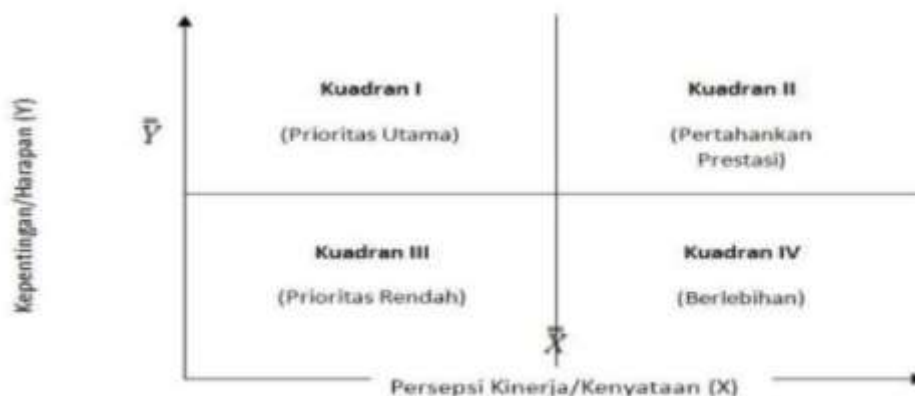 Kepentingan/Harapan (Y)
Kuadran I
(Prioritas Utama)
Kuadran II
(Pertahankan
Prestasi)
Y̿
Kuadran III
(Prioritas Rendah)
Kuadran IV
(Berlebihan)
X̿
Persepsi Kinerja/Kenyataan (X)